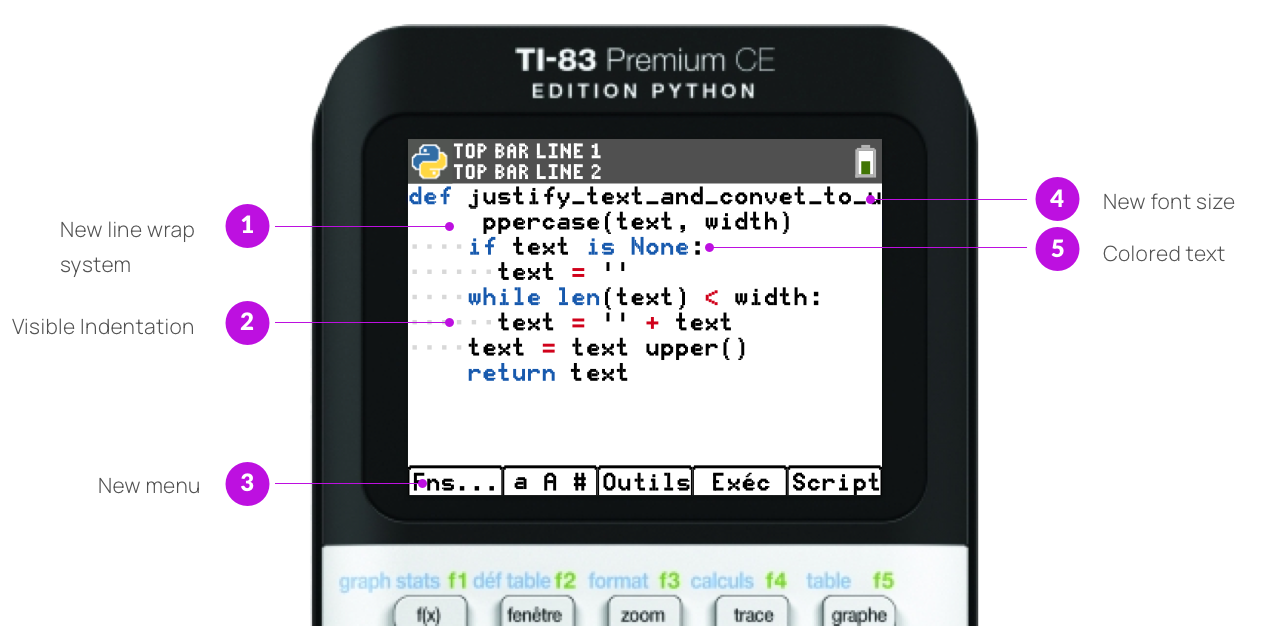 TI-83 Premium CE
EDITION PYTHON
TOP BAR LINE 1
TOP BAR LINE 2
def justify_text_and_convet_to_u
ppercase(text, width)
if text is None:
text = ''
while len(text) < width:
text = '' + text
text = text upper()
return text
Fns... a A # Outils Exéc Script
1
New line wrap
system
2
Visible Indentation
3
New menu
4
New font size
5
Colored text
graph stats f1 déf table f2 format f3 calculs f4 table f5
f(x) fenêtre zoom trace graphe